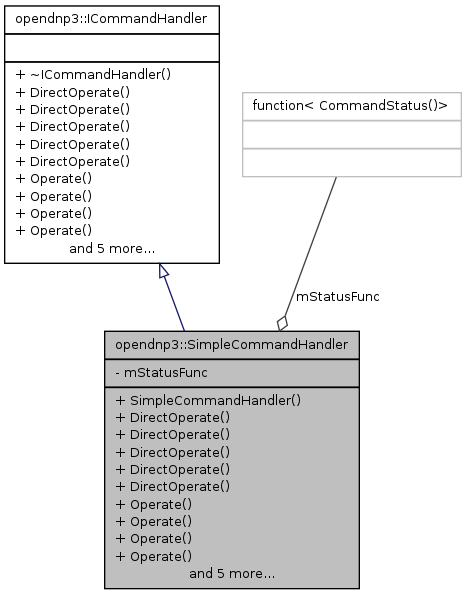 opendnp3::ICommandHandler
+ ~ICommandHandler()
+ DirectOperate()
+ DirectOperate()
+ DirectOperate()
+ DirectOperate()
+ DirectOperate()
+ Operate()
+ Operate()
+ Operate()
+ Operate()
and 5 more...
function< CommandStatus()>
mStatusFunc
opendnp3::SimpleCommandHandler
- mStatusFunc
+ SimpleCommandHandler()
+ DirectOperate()
+ DirectOperate()
+ DirectOperate()
+ DirectOperate()
+ DirectOperate()
+ Operate()
+ Operate()
+ Operate()
+ Operate()
and 5 more...